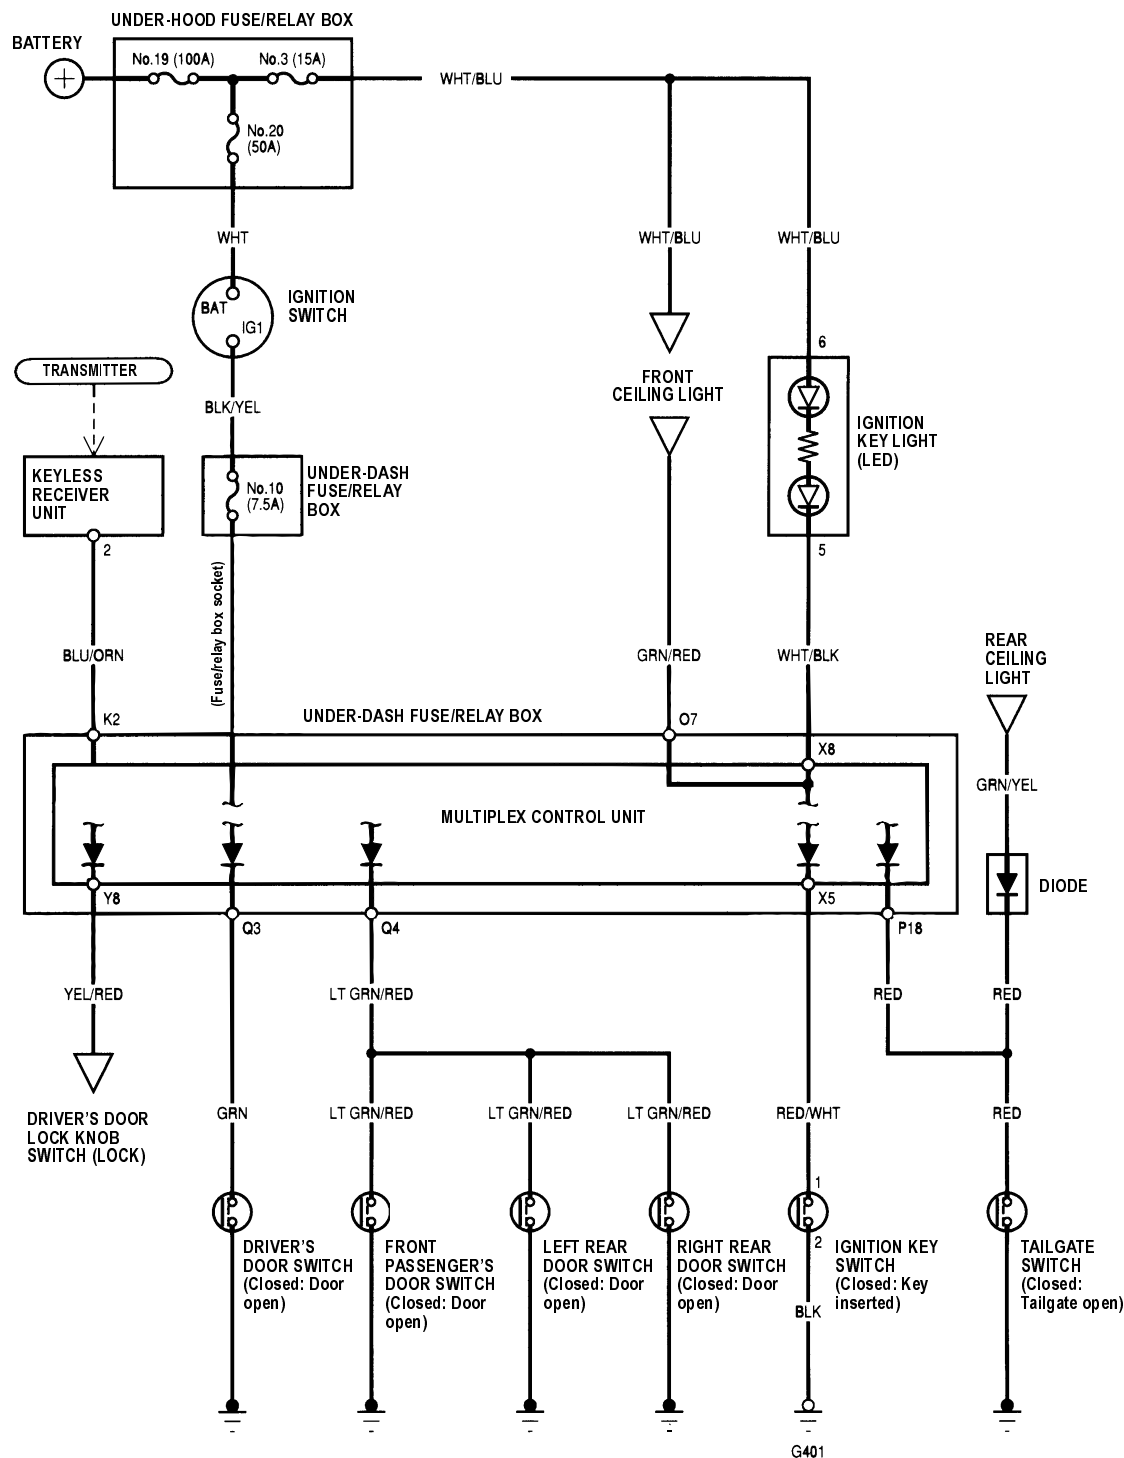 UNDER-HOOD FUSE/RELAY BOX
BATTERY
No.19 (100A)
No.3 (15A)
WHT/BLU
No.20
(50A)
WHT
WHT/BLU
WHT/BLU
BAT
IG1
IGNITION
SWITCH
TRANSMITTER
BLK/YEL
FRONT
CEILING LIGHT
6
IGNITION
KEY LIGHT
(LED)
KEYLESS
RECEIVER
UNIT
2
No.10
(7.5A)
UNDER-DASH
FUSE/RELAY
BOX
5
(Fuse/relay box socket)
BLU/ORN
GRN/RED
WHT/BLK
REAR
CEILING
LIGHT
K2
UNDER-DASH FUSE/RELAY BOX
O7
X8
GRN/YEL
MULTIPLEX CONTROL UNIT
DIODE
Y8
X5
Q3
Q4
P18
YEL/RED
LT GRN/RED
RED
RED
DRIVER'S DOOR
LOCK KNOB
SWITCH (LOCK)
GRN
LT GRN/RED
LT GRN/RED
LT GRN/RED
RED/WHT
RED
1
2
DRIVER'S
DOOR SWITCH
(Closed: Door
open)
FRONT
PASSENGER'S
DOOR SWITCH
(Closed: Door
open)
LEFT REAR
DOOR SWITCH
(Closed: Door
open)
RIGHT REAR
DOOR SWITCH
(Closed: Door
open)
IGNITION KEY
SWITCH
(Closed: Key
inserted)
TAILGATE
SWITCH
(Closed:
Tailgate open)
BLK
G401